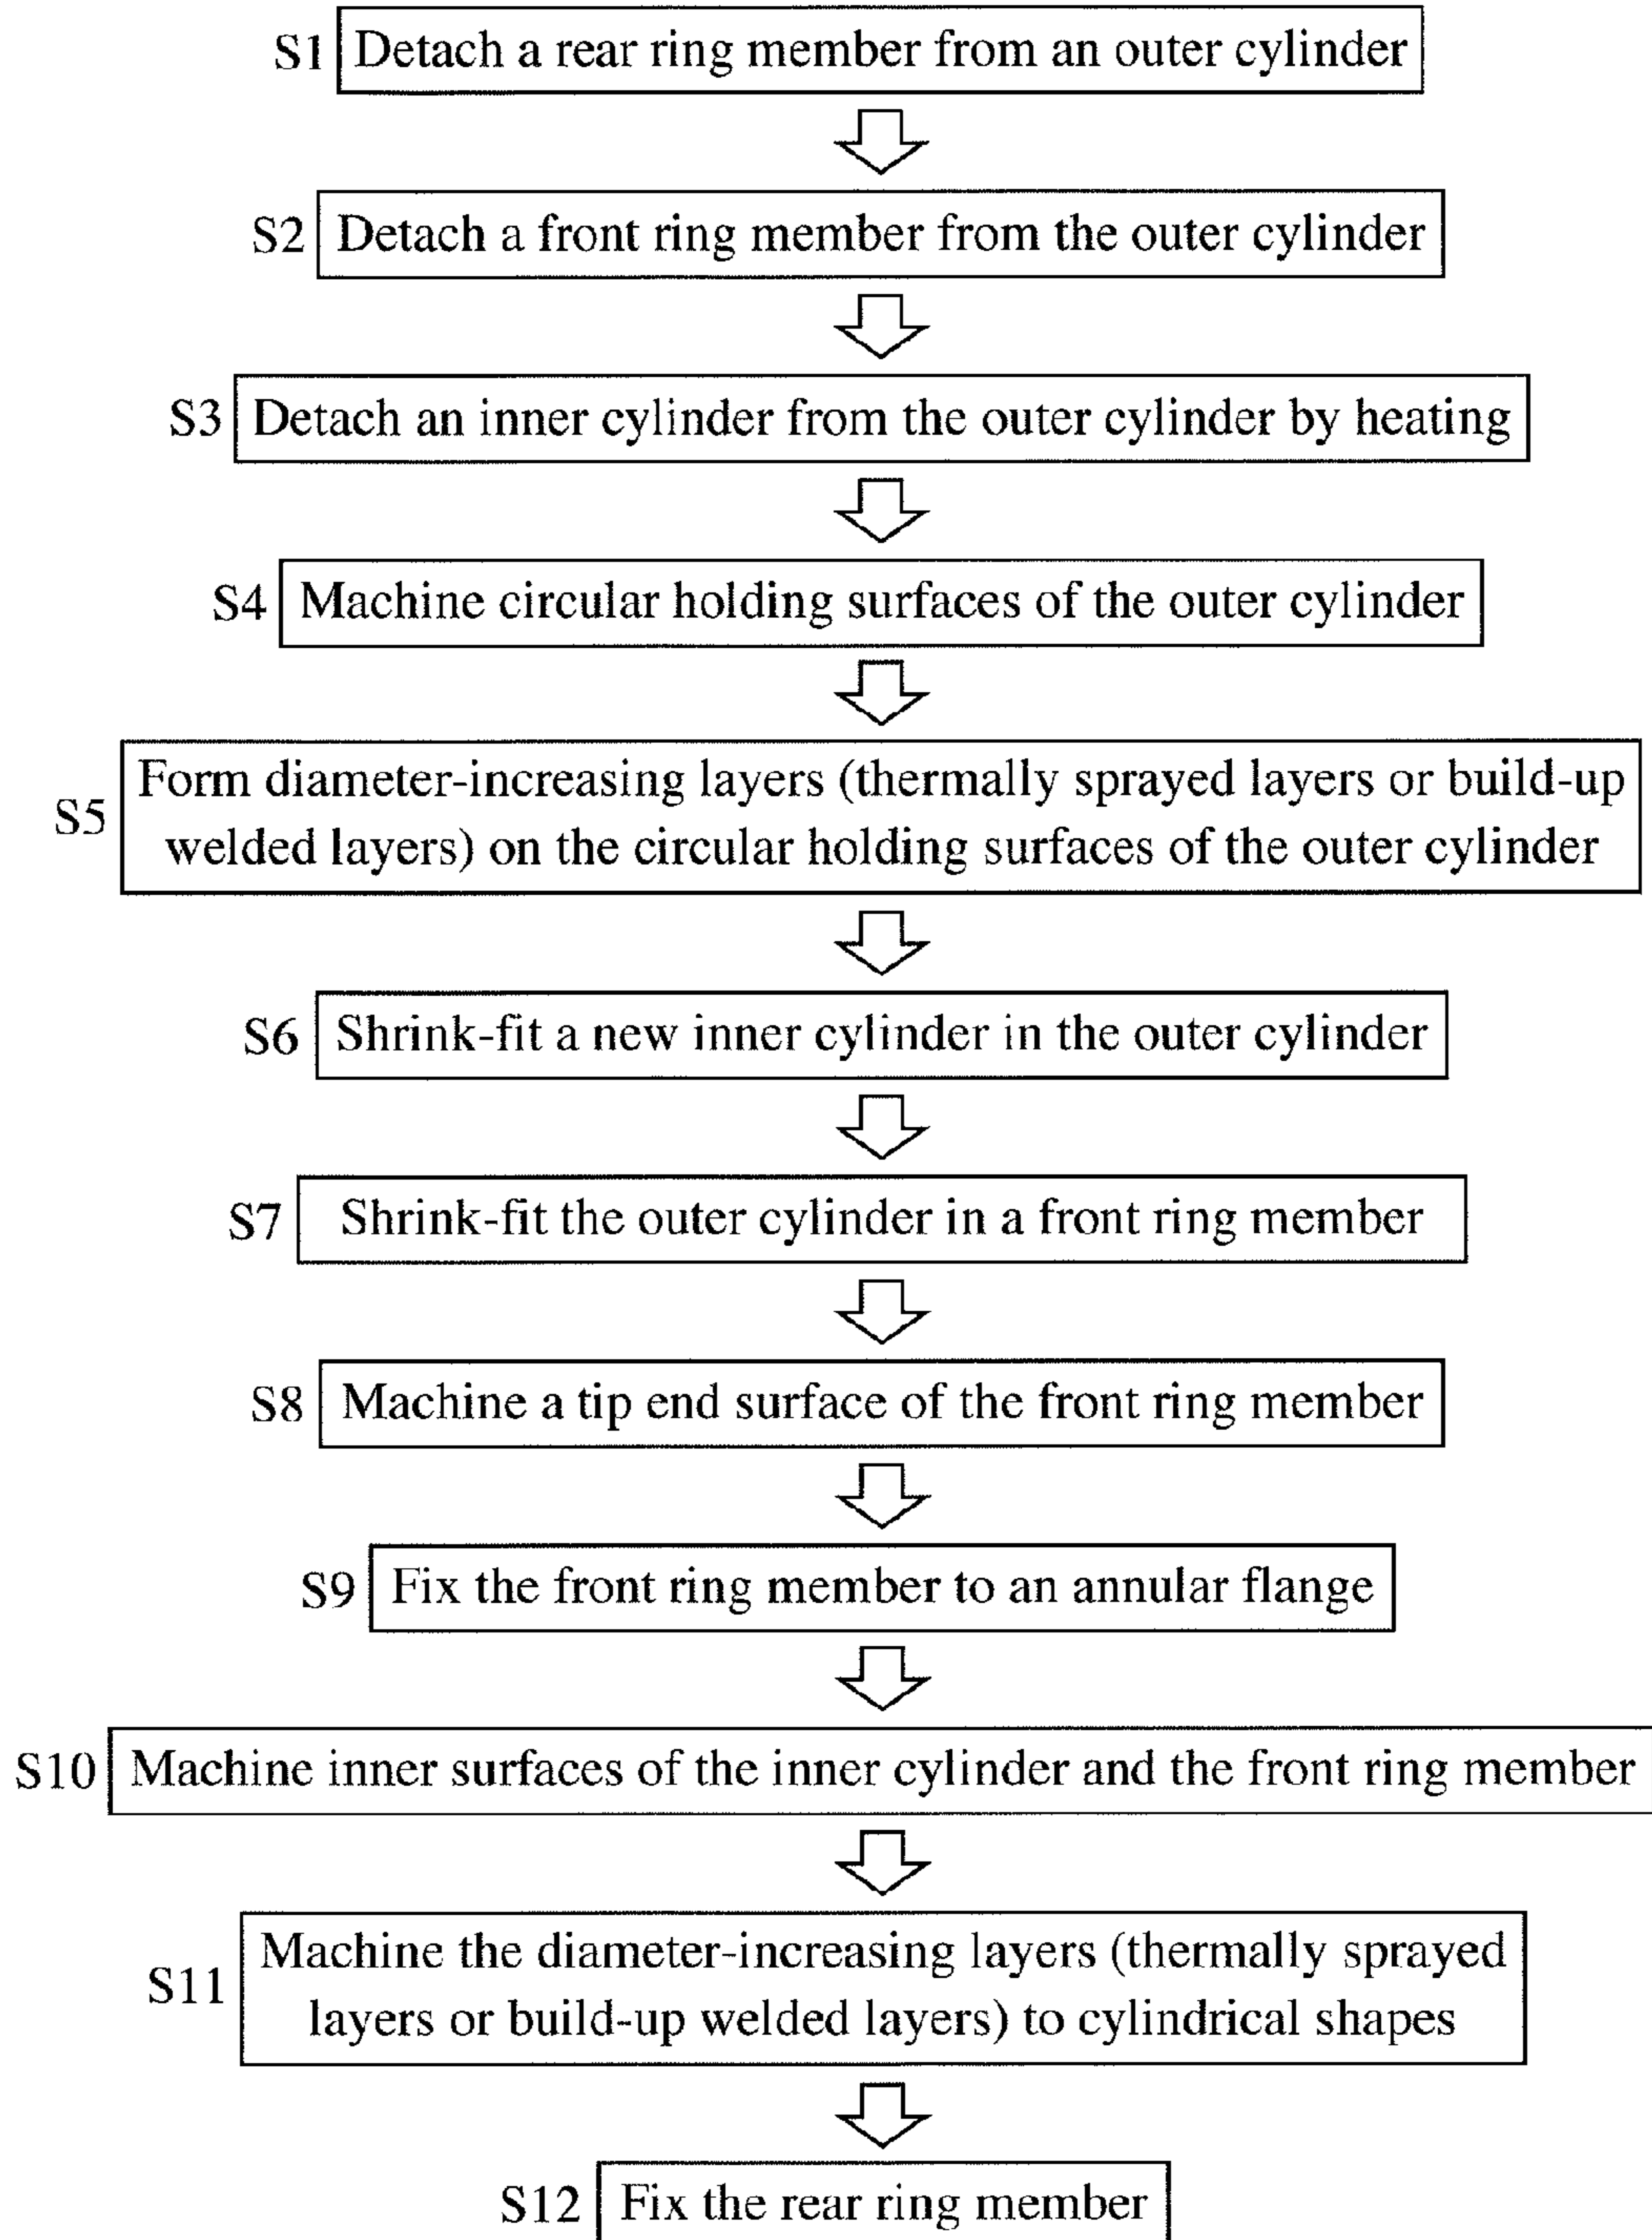 S1 Detach a rear ring member from an outer cylinder
S2 Detach a front ring member from the outer cylinder
S3 Detach an inner cylinder from the outer cylinder by heating
S4 Machine circular holding surfaces of the outer cylinder
S5 Form diameter-increasing layers (thermally sprayed layers or build-up
welded layers) on the circular holding surfaces of the outer cylinder
S6 Shrink-fit a new inner cylinder in the outer cylinder
S7 Shrink-fit the outer cylinder in a front ring member
S8 Machine a tip end surface of the front ring member
S9 Fix the front ring member to an annular flange
S10 Machine inner surfaces of the inner cylinder and the front ring member
S11 Machine the diameter-increasing layers (thermally sprayed
layers or build-up welded layers) to cylindrical shapes
S12 Fix the rear ring member